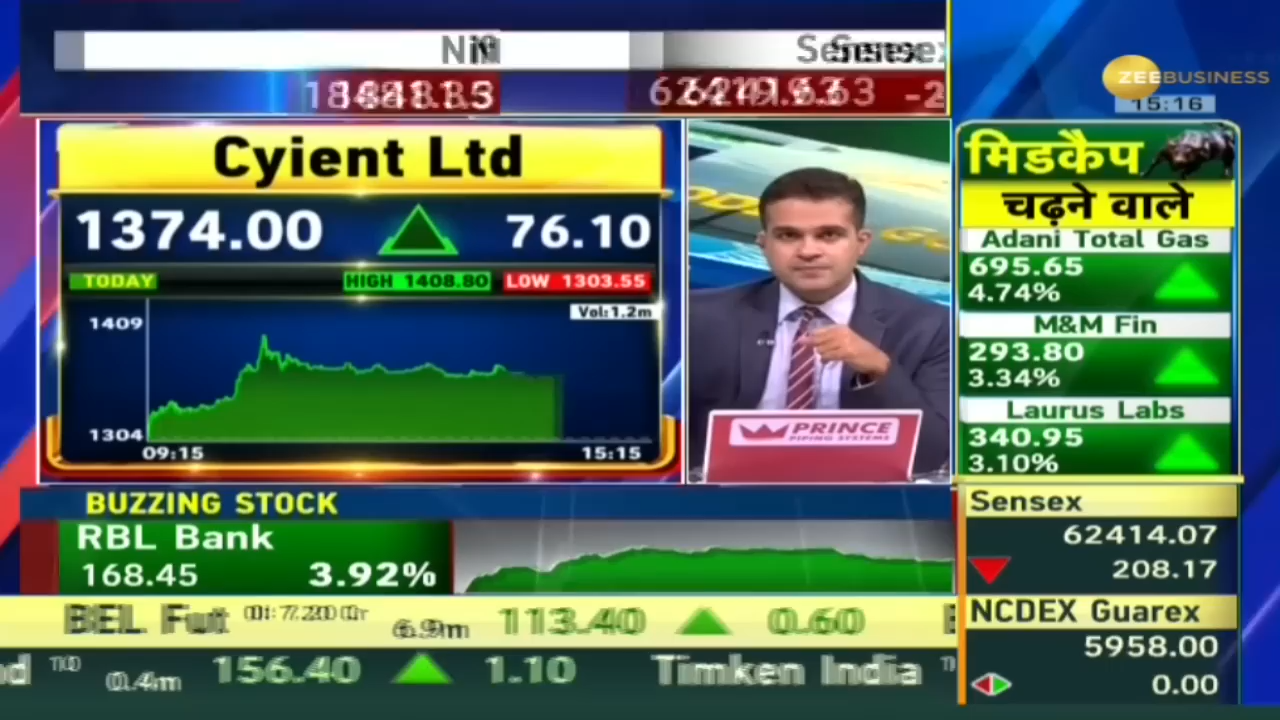 ZEEBUSINESS
15:16
Cyient Ltd
1374.00 76.10
TODAY HIGH 1408.80 LOW 1303.55
Vol:1.2m
1409
1304
09:15 15:15
PRINCE
PIPING SYSTEMS
मिडकैप
चढ़ने वाले
Adani Total Gas
695.65
4.74%
M&M Fin
293.80
3.34%
Laurus Labs
340.95
3.10%
Sensex
62414.07
208.17
NCDEX Guarex
5958.00
0.00
BUZZING STOCK
RBL Bank
168.45 3.92%
BEL Fut 113.40 0.60
156.40 1.10 Timken India